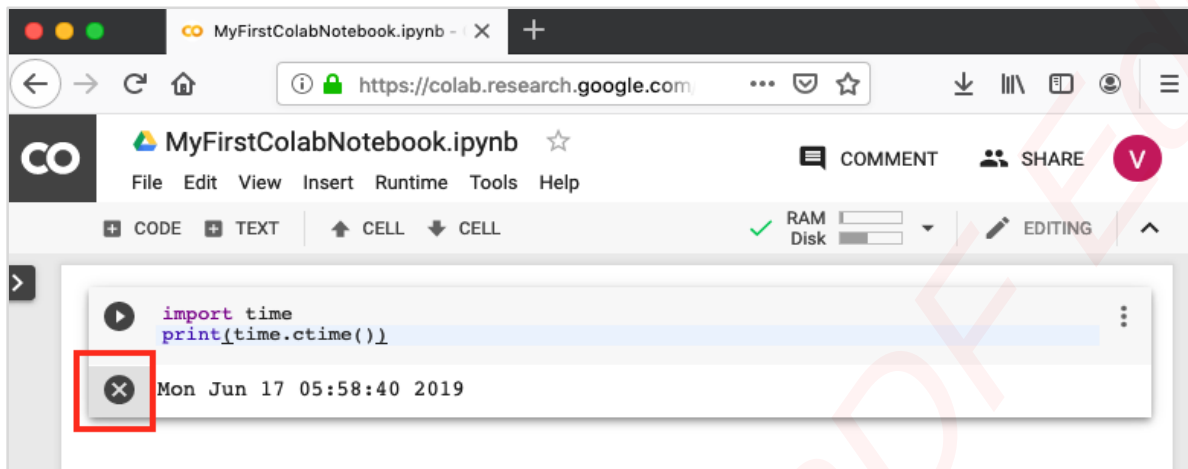 MyFirstColabNotebook.ipynb -
https://colab.research.google.com/
CO MyFirstColabNotebook.ipynb
COMMENT SHARE V
File Edit View Insert Runtime Tools Help
CODE TEXT CELL CELL RAM
Disk EDITING
import time
print(time.ctime())
Mon Jun 17 05:58:40 2019